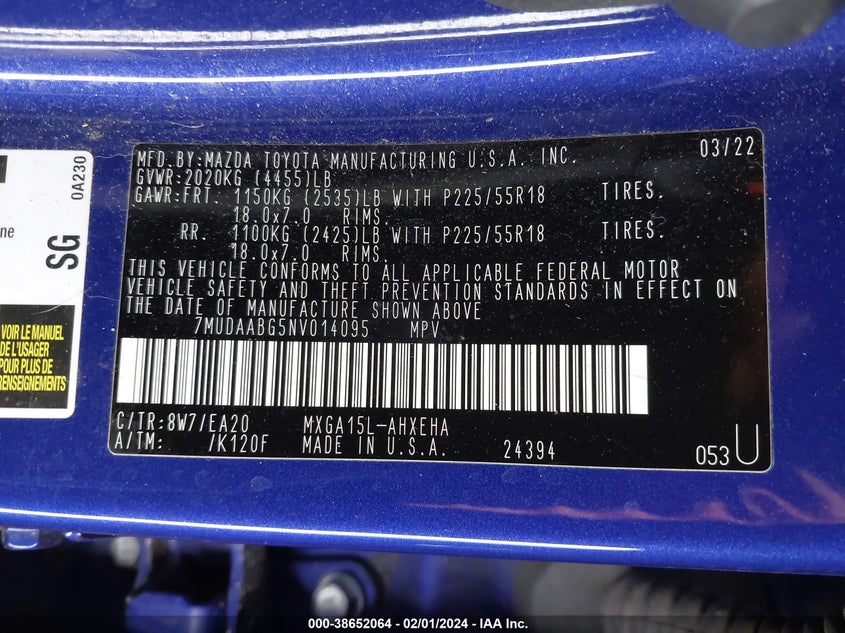 0A230
ne
SG
VOIR LE MANUEL
DE L'USAGER
POUR PLUS DE
RENSEIGNEMENTS
MFD.BY:MAZDA TOYOTA MANUFACTURING U.S.A. INC. 03/22
GVWR:2020KG (4455)LB
GAWR:FRT. 1150KG (2535)LB WITH P225/55R18 TIRES.
18.0x7.0 RIMS.
RR. 1100KG (2425)LB WITH P225/55R18 TIRES.
18.0x7.0 RIMS.
THIS VEHICLE CONFORMS TO ALL APPLICABLE FEDERAL MOTOR
VEHICLE SAFETY AND THEFT PREVENTION STANDARDS IN EFFECT ON
THE DATE OF MANUFACTURE SHOWN ABOVE
7MUDAABG5NV014095 MPV
C/TR:8W7/EA20 MXGA15L-AHXEHA
A/TM: /K120F MADE IN U.S.A. 24394
053U
000-38652064 - 02/01/2024 - IAA Inc.